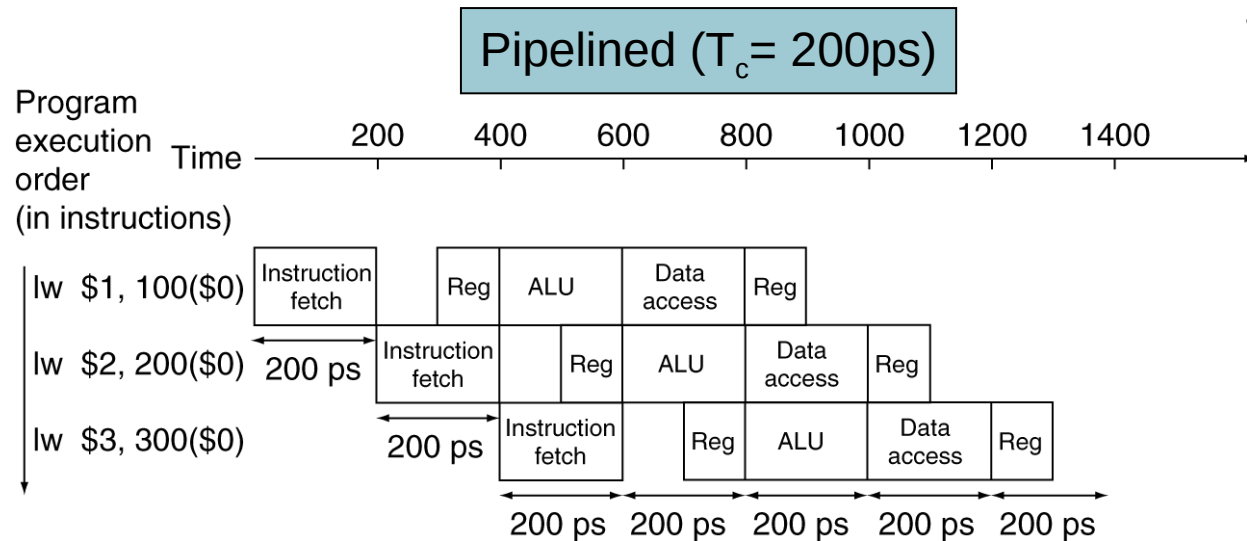 Pipelined (Tc= 200ps)
Program
execution
order
(in instructions)
Time
200 400 600 800 1000 1200 1400
lw $1, 100($0)
Instruction
fetch
Reg
ALU
Data
access
Reg
200 ps
lw $2, 200($0)
Instruction
fetch
Reg
ALU
Data
access
Reg
200 ps
lw $3, 300($0)
Instruction
fetch
Reg
ALU
Data
access
Reg
200 ps 200 ps 200 ps 200 ps 200 ps